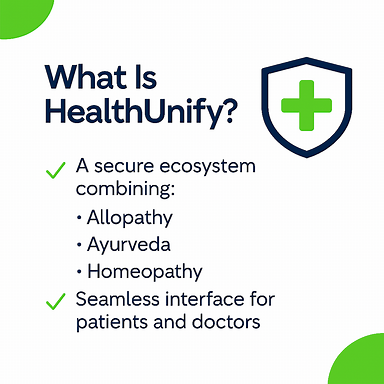 What Is
HealthUnify?
✓ A secure ecosystem
combining:
• Allopathy
• Ayurveda
• Homeopathy
✓ Seamless interface for
patients and doctors